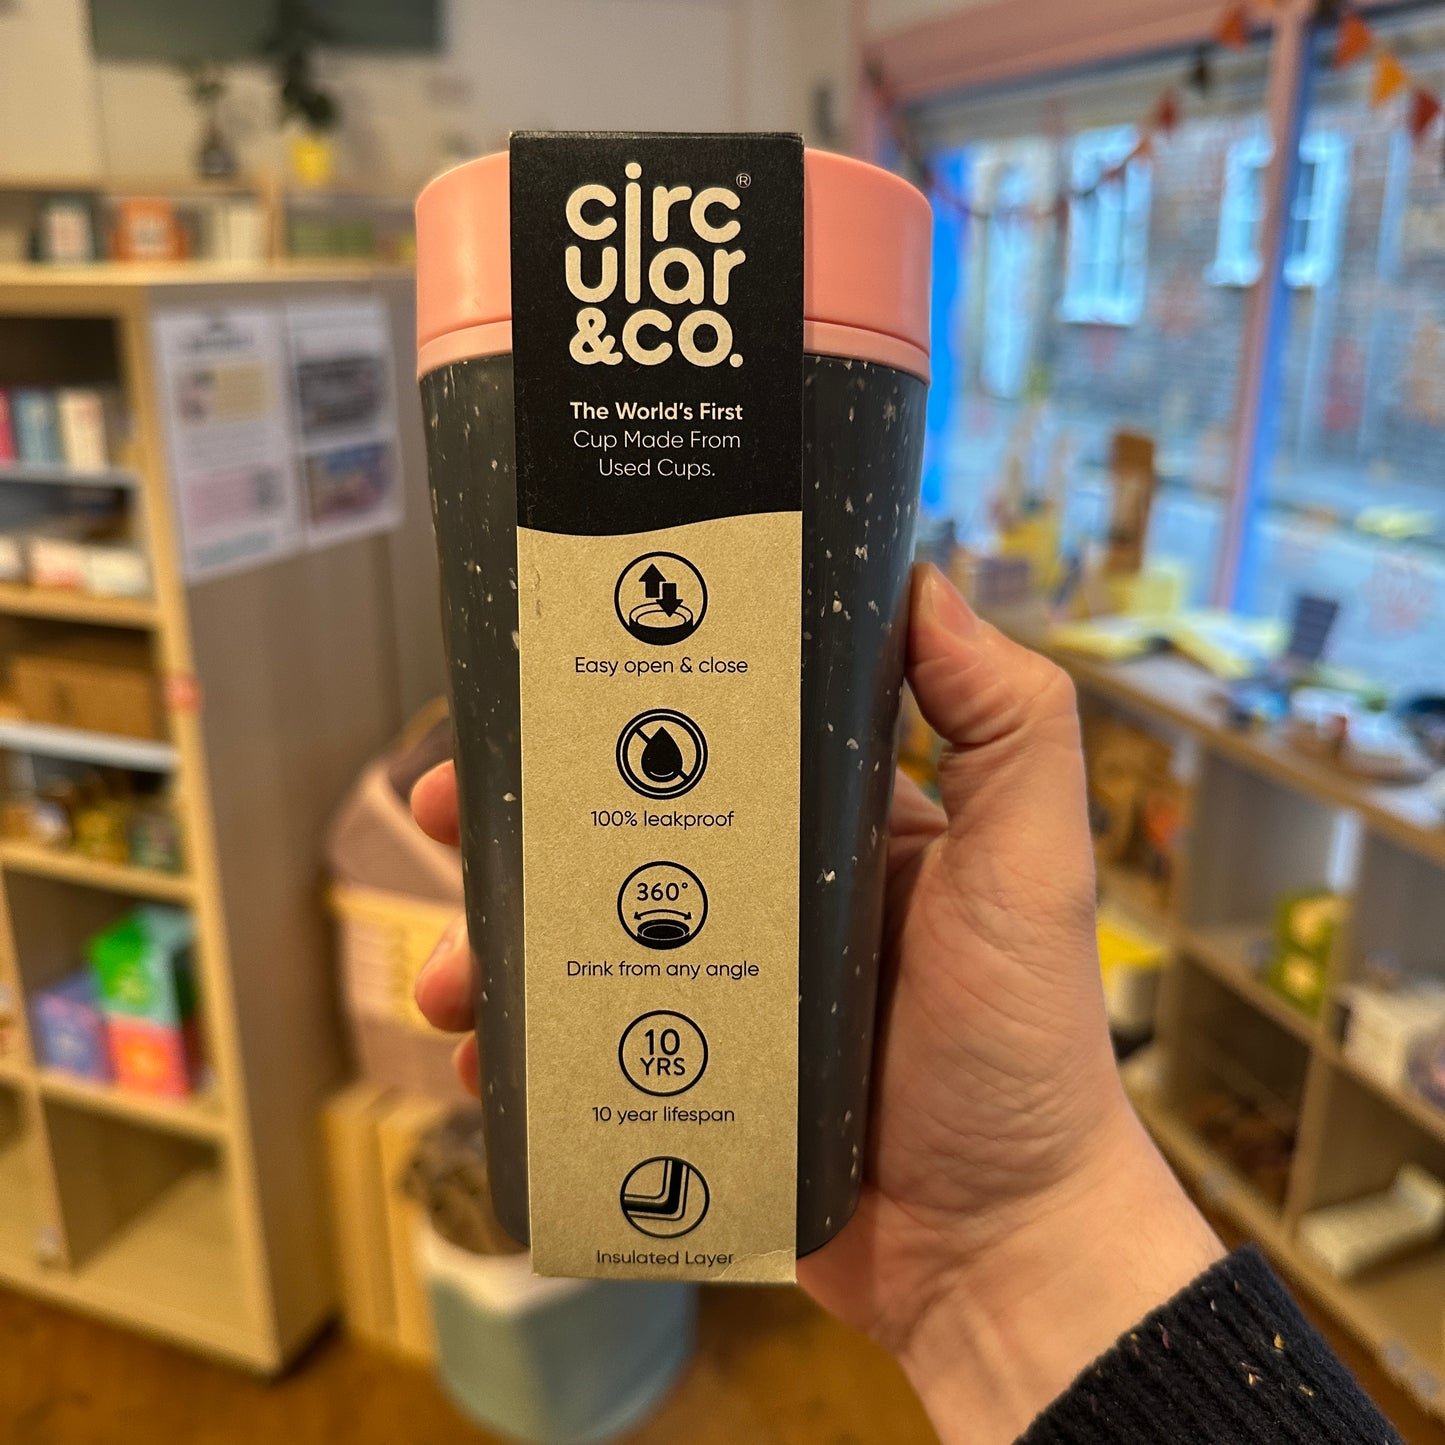 circ®
ular
&co.
The World's First
Cup Made From
Used Cups.
Easy open & close
100% leakproof
360°
Drink from any angle
10
YRS
10 year lifespan
Insulated Layer